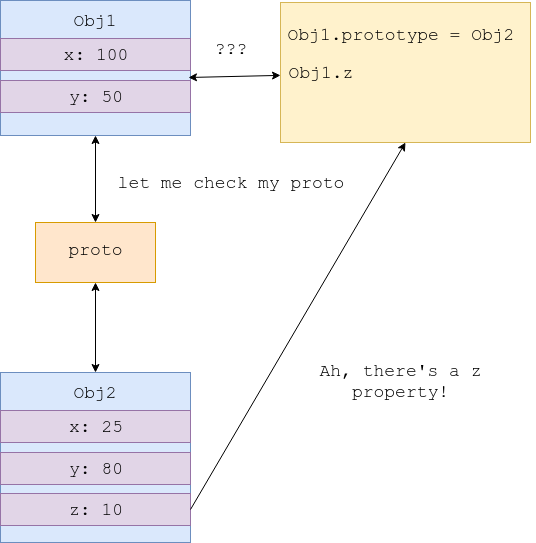 Obj1
x: 100
y: 50
???
Obj1.prototype = Obj2
Obj1.z
let me check my proto
proto
Ah, there's a z
property!
Obj2
x: 25
y: 80
z: 10